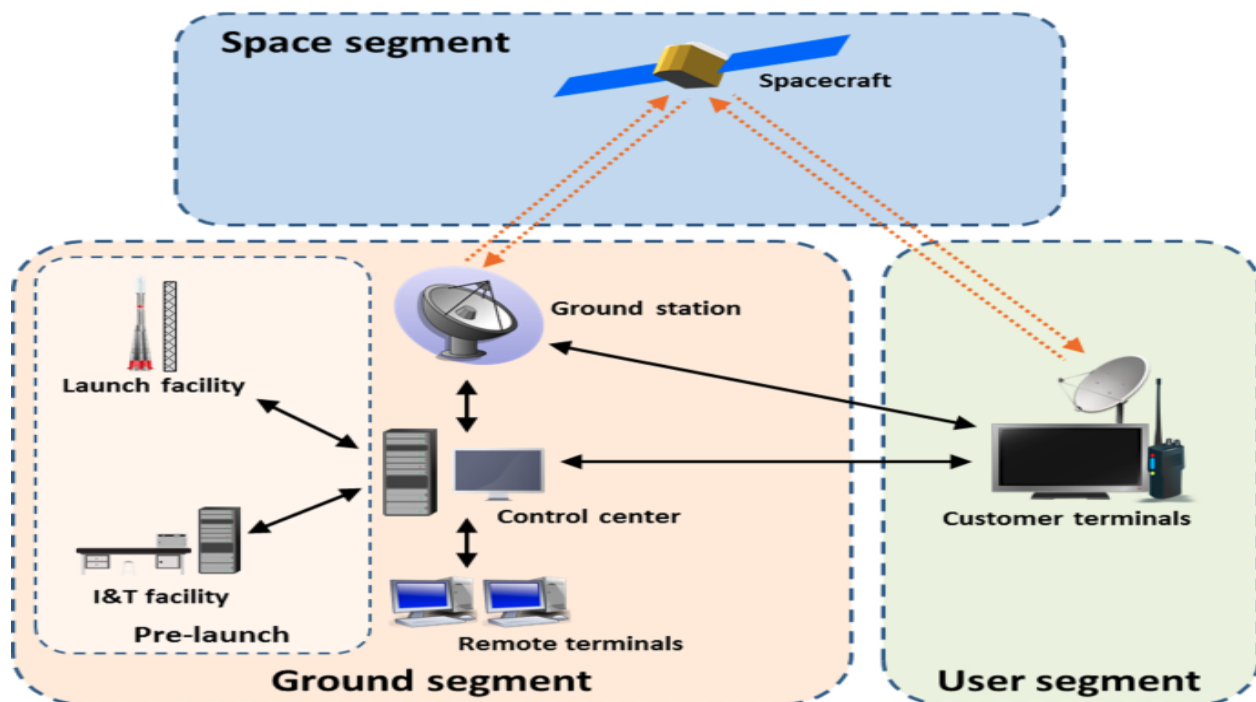 Space segment
Spacecraft
Ground station
Launch facility
Control center
Customer terminals
I&T facility
Pre-launch
Remote terminals
Ground segment
User segment